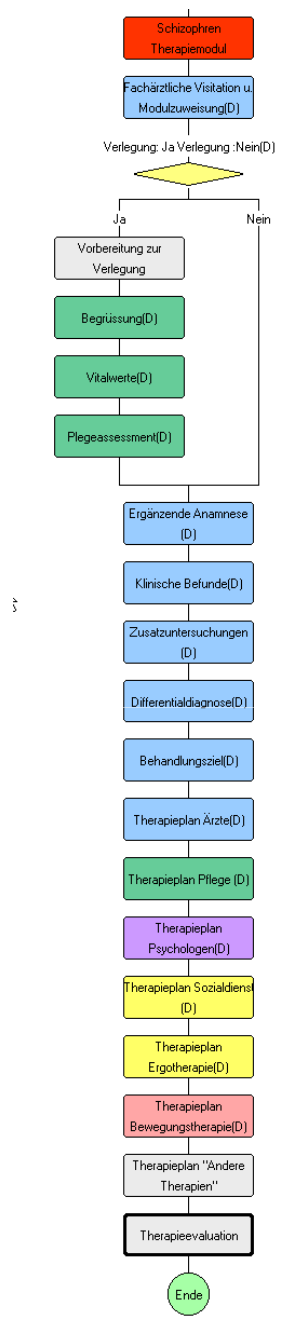 Schizophren
Therapiemodul
Fachärztliche Visitation u.
Modulzuweisung(D)
Verlegung: Ja Verlegung :Nein(D)
Ja
Nein
Vorbereitung zur
Verlegung
Begrüssung(D)
Vitalwerte(D)
Plegeassessment(D)
Ergänzende Anamnese
(D)
Klinische Befunde(D)
Zusatzuntersuchungen
(D)
Differentialdiagnose(D)
Behandlungsziel(D)
Therapieplan Ärzte(D)
Therapieplan Pflege (D)
Therapieplan
Psychologen(D)
Therapieplan Sozialdienst
(D)
Therapieplan
Ergotherapie(D)
Therapieplan
Bewegungstherapie(D)
Therapieplan "Andere
Therapien"
Therapieevaluation
Ende